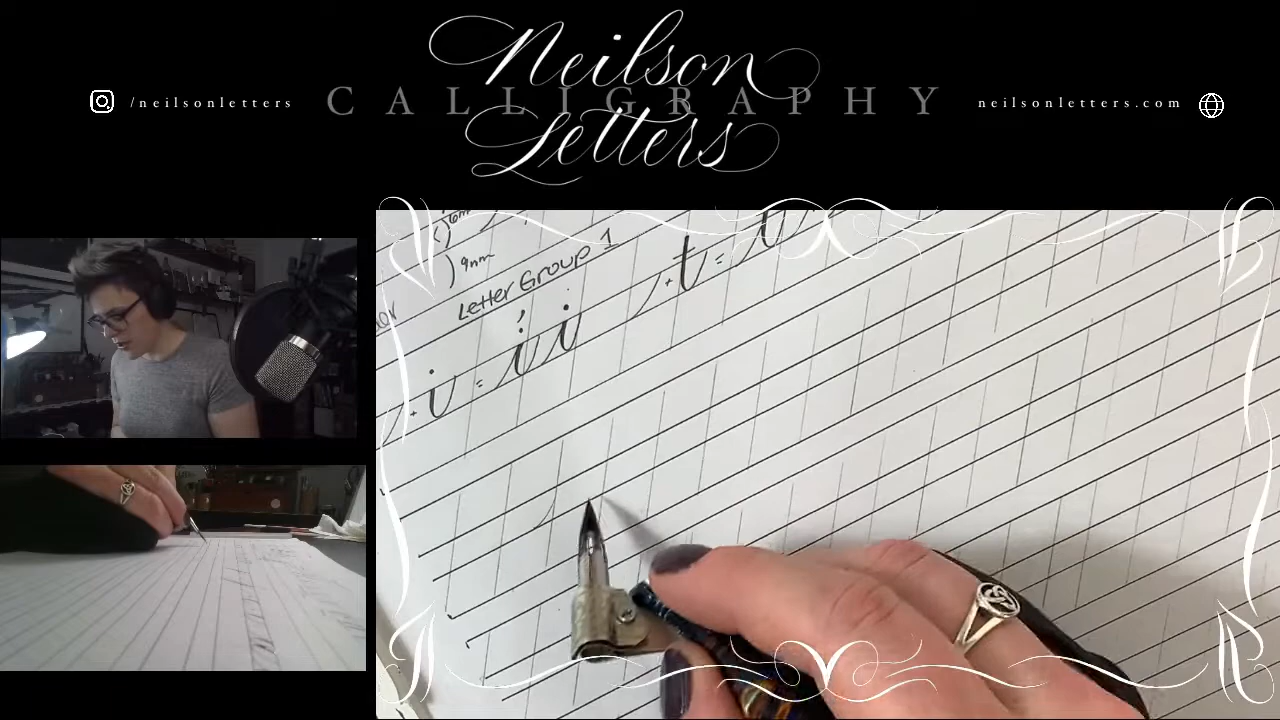 Neilson
/neilsonletters
CALLIGRAPHY
neilsonletters.com
Letters
9mm
Letter Group 1
+ i = i i
+ t =